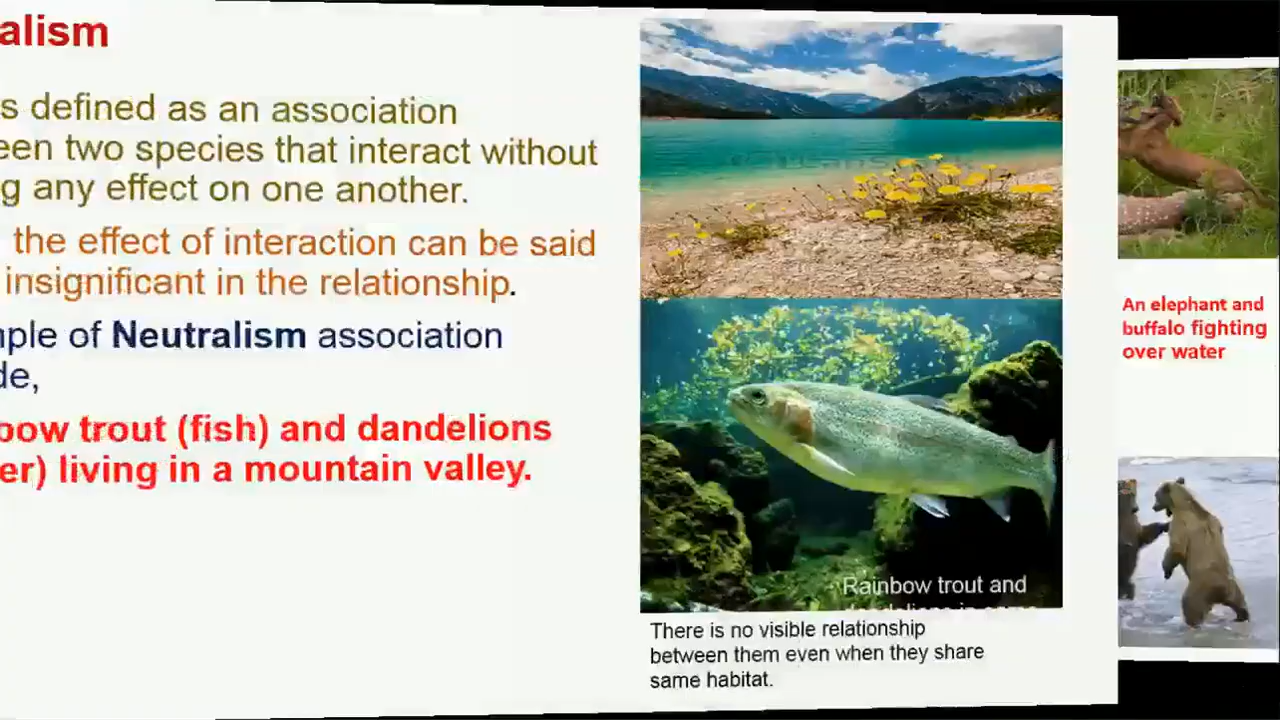 alism
s defined as an association
een two species that interact without
g any effect on one another.
the effect of interaction can be said
insignificant in the relationship.
mple of Neutralism association
de,
bow trout (fish) and dandelions
er) living in a mountain valley.
Rainbow trout and
There is no visible relationship
between them even when they share
same habitat.
An elephant and
buffalo fighting
over water